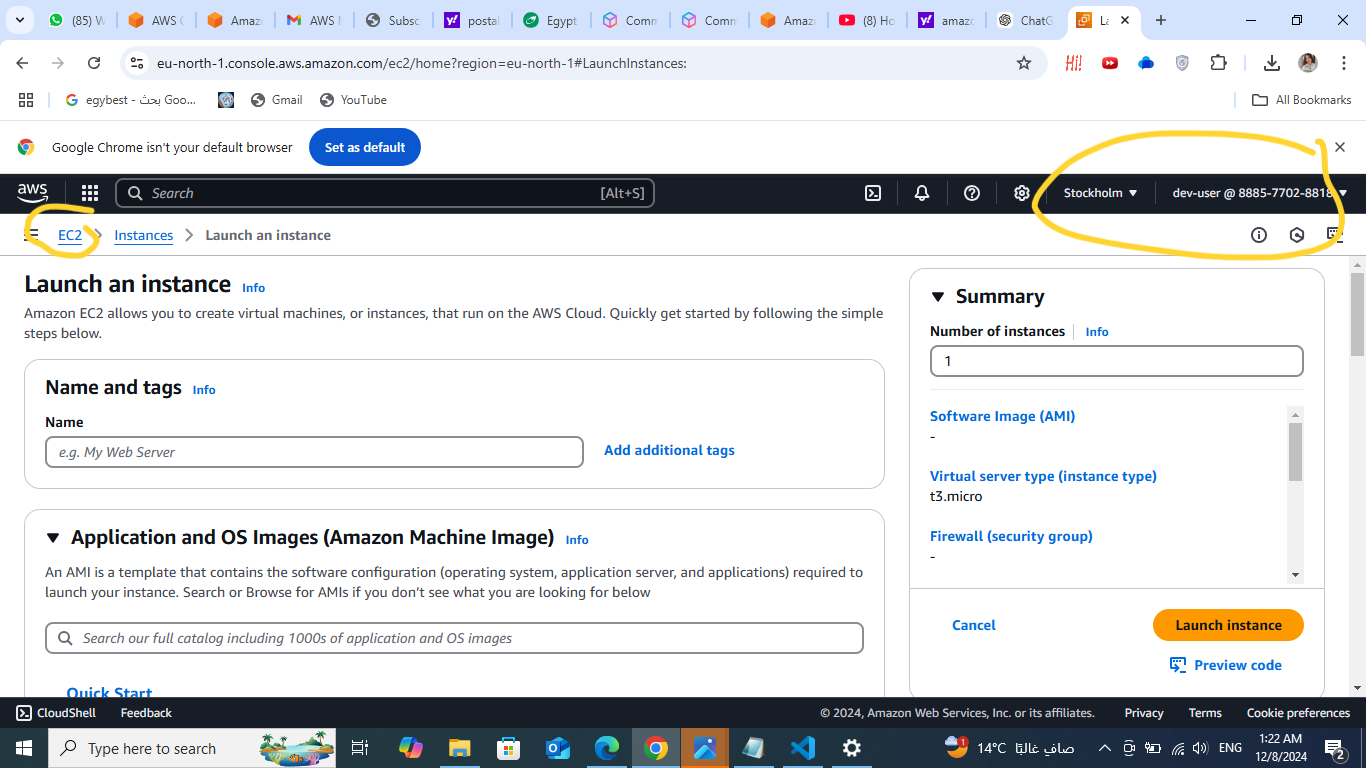 (85) W
AWS C
Amaz
AWS M
Subsc
postal
Egypt
Comm
Comm
Amaz
(8) Ho
amazo
ChatG
La
eu-north-1.console.aws.amazon.com/ec2/home?region=eu-north-1#LaunchInstances:
egybest - بحث Goo...
Gmail
YouTube
All Bookmarks
Google Chrome isn't your default browser
Set as default
aws
Search
[Alt+S]
Stockholm
dev-user @ 8885-7702-8818
EC2
Instances
Launch an instance
Launch an instance Info
Amazon EC2 allows you to create virtual machines, or instances, that run on the AWS Cloud. Quickly get started by following the simple
steps below.
Name and tags Info
Name
e.g. My Web Server
Add additional tags
Application and OS Images (Amazon Machine Image) Info
An AMI is a template that contains the software configuration (operating system, application server, and applications) required to
launch your instance. Search or Browse for AMIs if you don't see what you are looking for below
Search our full catalog including 1000s of application and OS images
Quick Start
Summary
Number of instances Info
1
Software Image (AMI)
-
Virtual server type (instance type)
t3.micro
Firewall (security group)
-
Cancel
Launch instance
Preview code
CloudShell
Feedback
© 2024, Amazon Web Services, Inc. or its affiliates.
Privacy
Terms
Cookie preferences
Type here to search
1
14°C صافٍ غالبًا
ENG
1:22 AM
12/8/2024
2